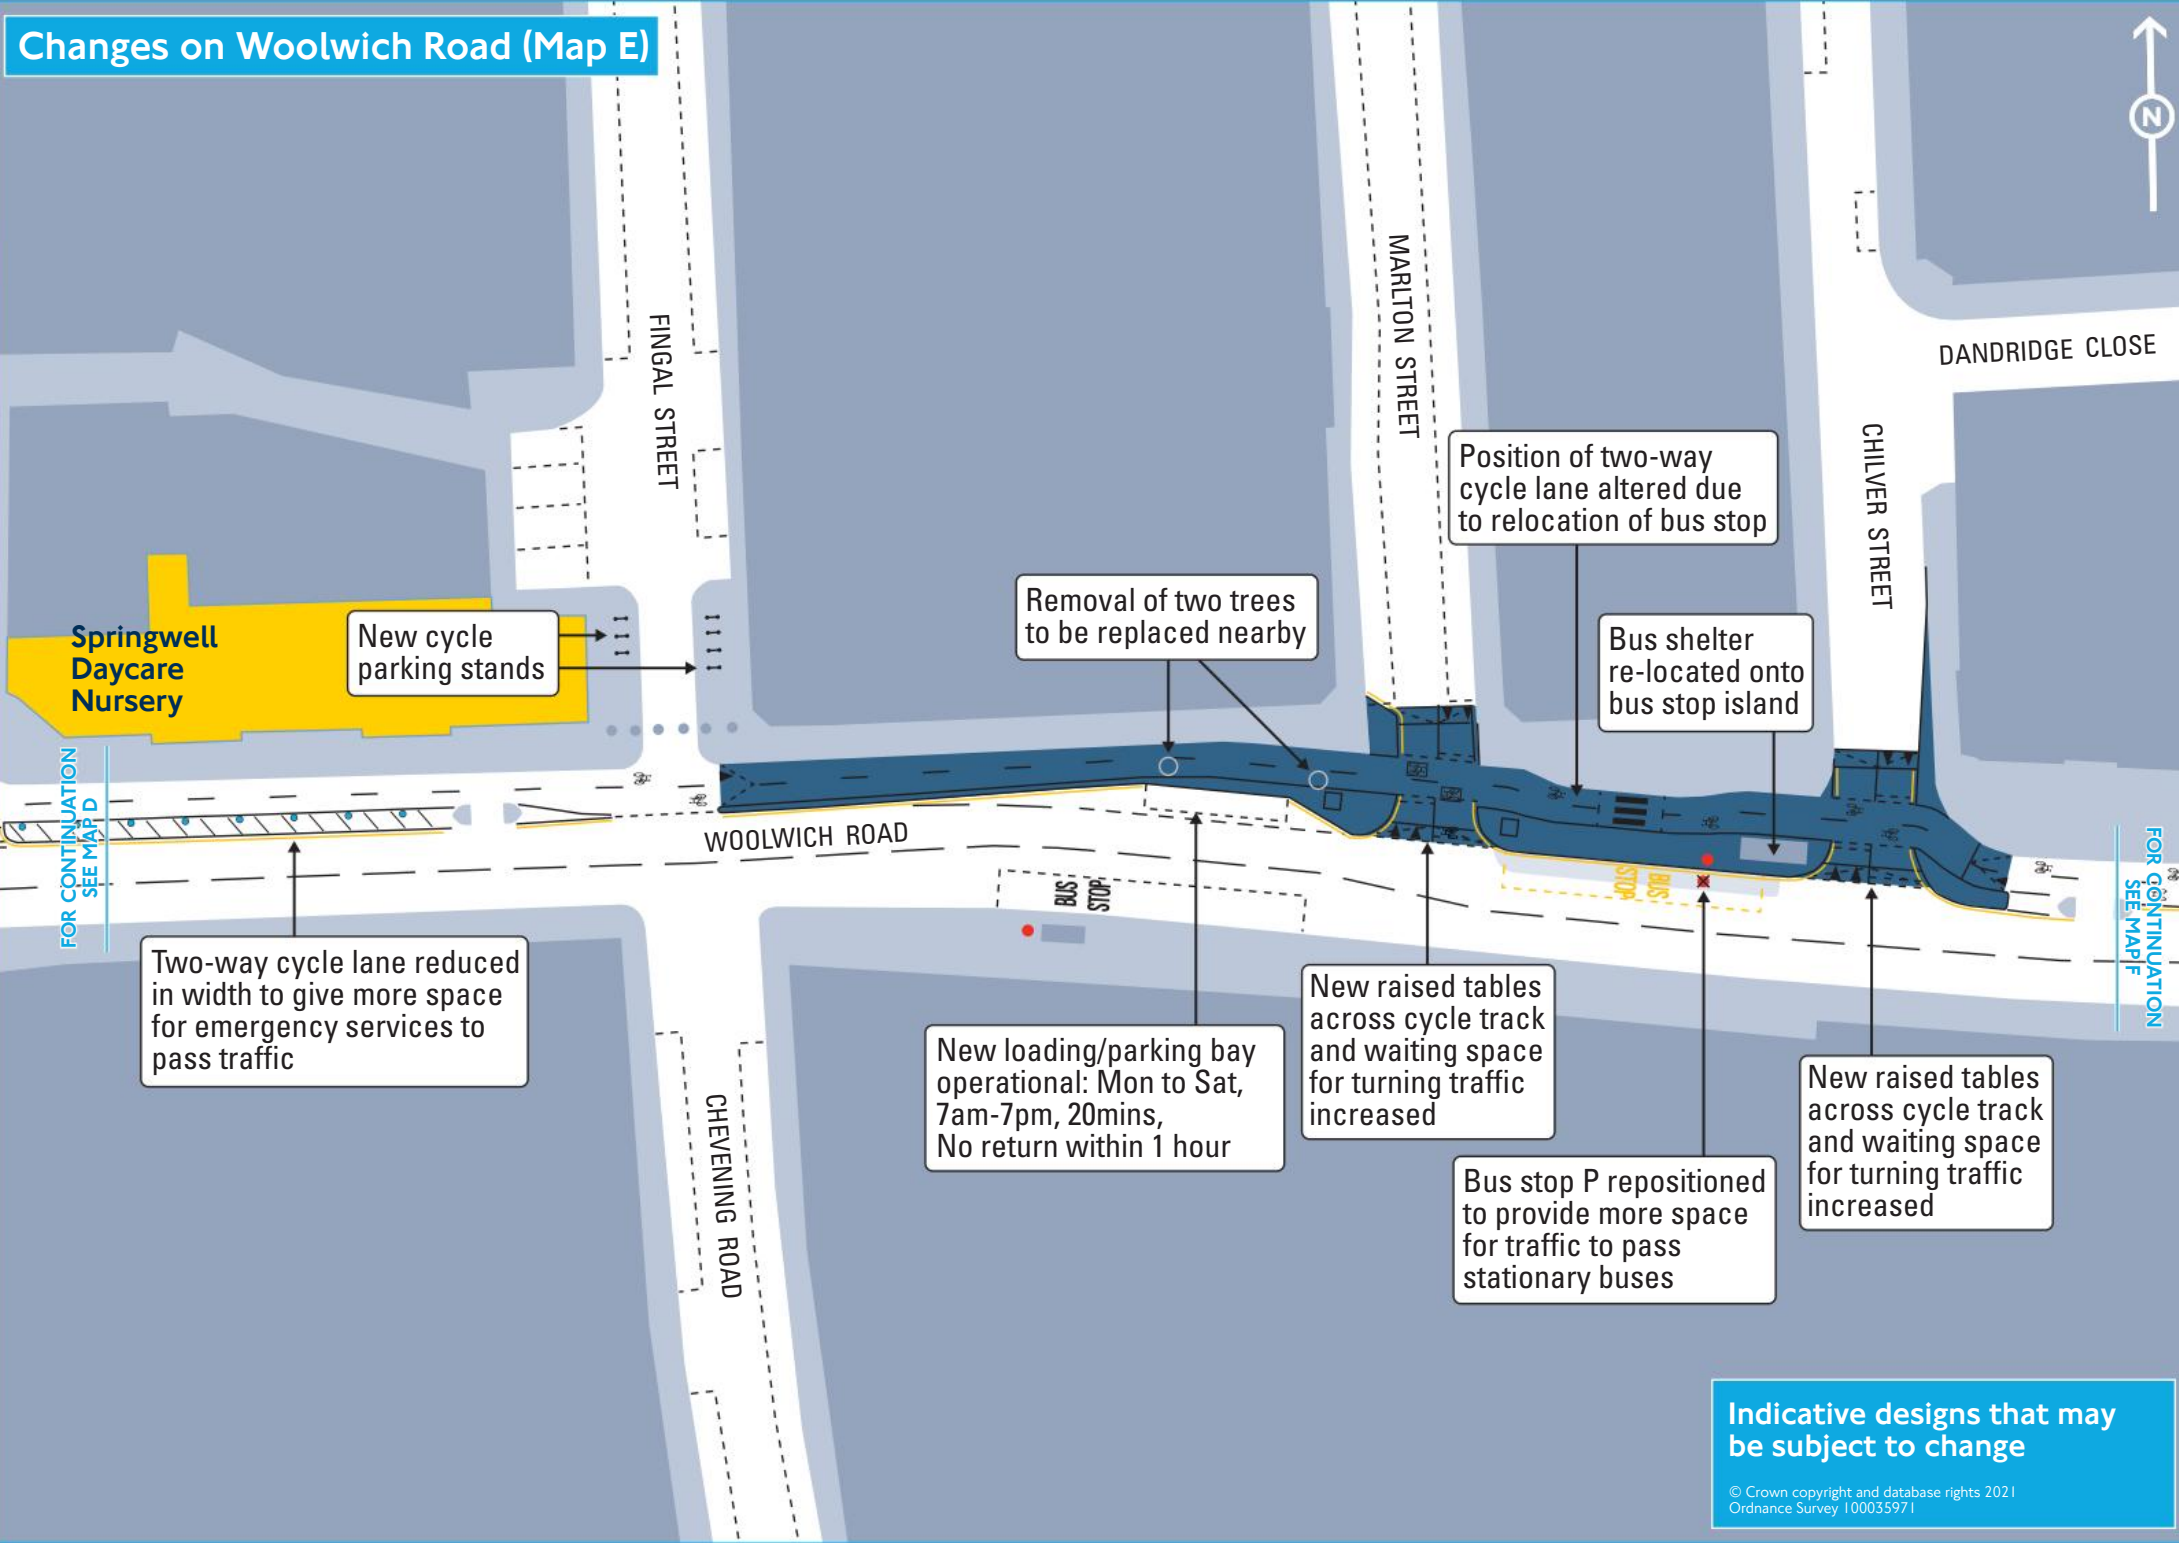 Changes on Woolwich Road (Map E)
N
FINGAL STREET
MARLTON STREET
DANDRIDGE CLOSE
CHILVER STREET
Position of two-way
cycle lane altered due
to relocation of bus stop
Removal of two trees
to be replaced nearby
Bus shelter
re-located onto
bus stop island
Springwell
Daycare
Nursery
New cycle
parking stands
FOR CONTINUATION
SEE MAP D
WOOLWICH ROAD
BUS
STOP
BUS
STOP
FOR CONTINUATION
SEE MAP F
Two-way cycle lane reduced
in width to give more space
for emergency services to
pass traffic
New loading/parking bay
operational: Mon to Sat,
7am-7pm, 20mins,
No return within 1 hour
New raised tables
across cycle track
and waiting space
for turning traffic
increased
Bus stop P repositioned
to provide more space
for traffic to pass
stationary buses
New raised tables
across cycle track
and waiting space
for turning traffic
increased
CHEVENING ROAD
Indicative designs that may
be subject to change
© Crown copyright and database rights 2021
Ordnance Survey 100035971